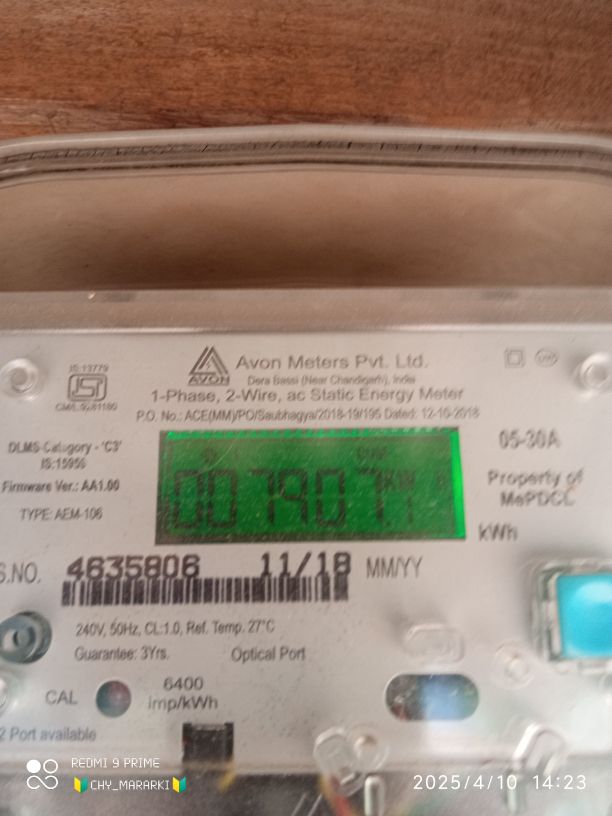 IS:13779
CM/L
AVON
Avon Meters Pvt. Ltd.
Dera Bassi (Near Chandigarh), India
1-Phase, 2-Wire, ac Static Energy Meter
P.O. No.: ACE(MM)/PO/Saubhagya/2018-19/195 Dated: 12-10-2018
DLMS-Category - 'C3'
IS:15959
Firmware Ver.: AA1.00
TYPE: AEM-106
05-30A
Property of
MePDCL
kWh
S.NO. 4635806 11/18 MM/YY
240V, 50Hz, CL:1.0, Ref. Temp. 27°C
Guarantee: 3Yrs. Optical Port
CAL
6400
imp/kWh
2 Port available
REDMI 9 PRIME
CHY_MARARKI
2025/4/10 14:23